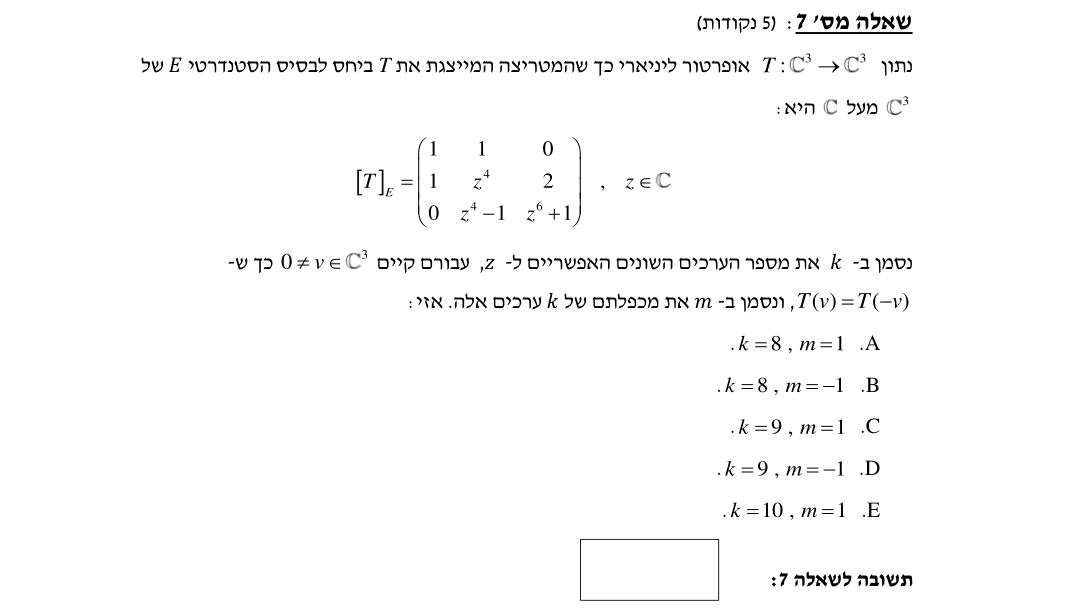 שאלה מס' 7 : (5 נקודות)
נתון T : ℂ³ → ℂ³ אופרטור ליניארי כך שהמטריצה המייצגת את T ביחס לבסיס הסטנדרטי E של
ℂ³ מעל ℂ היא:
[T]_E = ( 1 1 0
1 z⁴ 2 , z ∈ ℂ
0 z⁴ − 1 z⁶ + 1 )
נסמן ב- k את מספר הערכים השונים האפשריים ל- z, עבורם קיים 0 ≠ v ∈ ℂ³ כך ש-
T(v) = T(−v), ונסמן ב- m את מכפלתם של k ערכים אלה. אזי:
A. k = 8 , m = 1.
B. k = 8 , m = −1.
C. k = 9 , m = 1.
D. k = 9 , m = −1.
E. k = 10 , m = 1.
תשובה לשאלה 7: